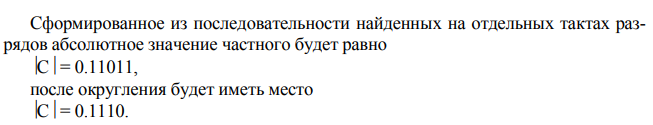 Сформированное из последовательности найденных на отдельных тактах раз-
рядов абсолютное значение частного будет равно
|C | = 0.11011,
после округления будет иметь место
|C | = 0.1110.